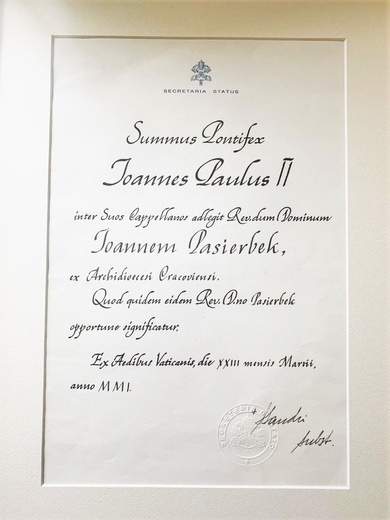 SECRETARIA STATUS
Summus Pontifex
Ioannes Paulus II
inter Suos Cappellanos adlegit Rev.dum Dominum
Ioannem Pasierbek,
ex Archidioecesi Cracoviensi.
Quod quidem eidem Rev. D.no Pasierbek
opportune significatur.
Ex Aedibus Vaticanis, die XXIII mensis Martii,
anno MMI.
+ Sandri
Subst.